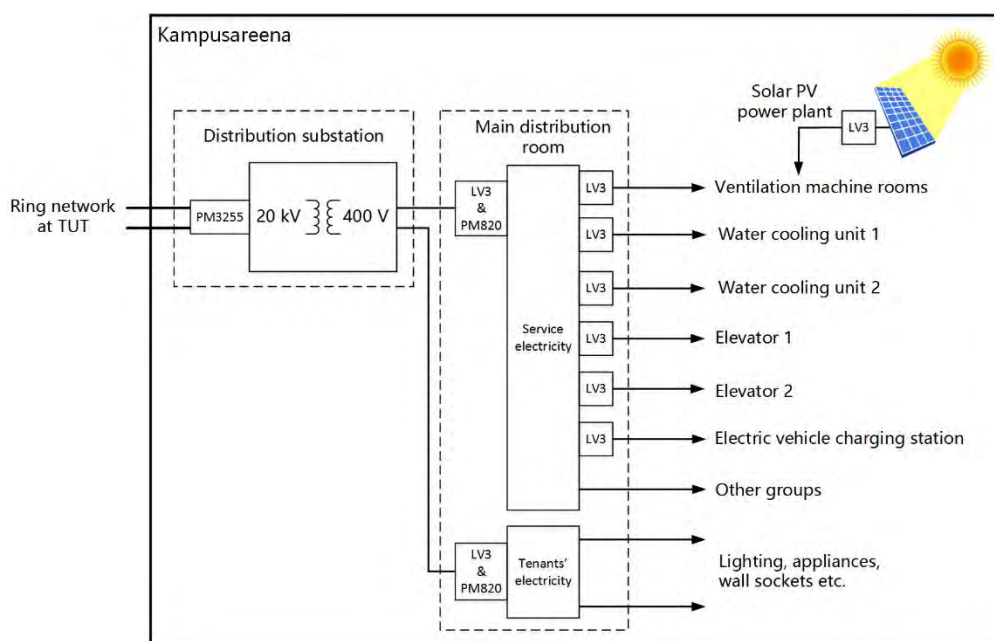 Kampusareena
Solar PV
power plant
LV3
Distribution substation
Main distribution
room
Ring network
at TUT
PM3255
20 kV
400 V
LV3
&
PM820
Service
electricity
LV3
Ventilation machine rooms
LV3
Water cooling unit 1
LV3
Water cooling unit 2
LV3
Elevator 1
LV3
Elevator 2
LV3
Electric vehicle charging station
Other groups
LV3
&
PM820
Tenants'
electricity
Lighting, appliances,
wall sockets etc.